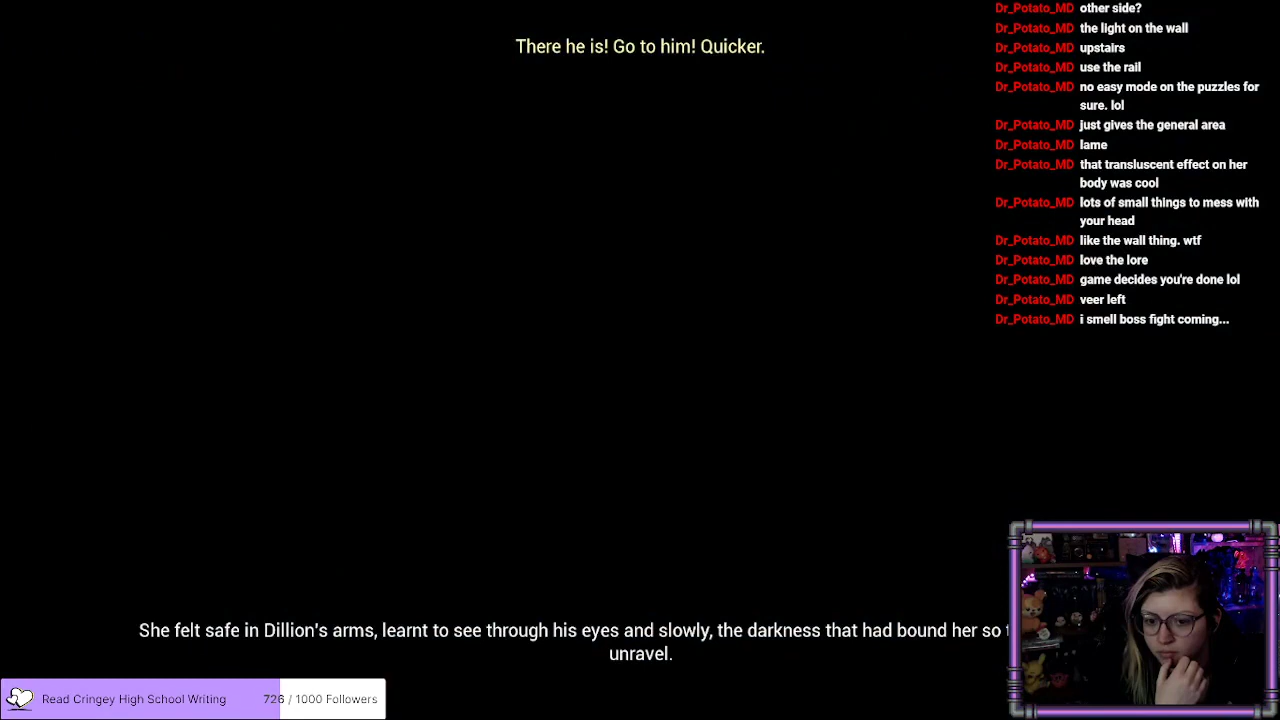 There he is! Go to him! Quicker.
Dr_Potato_MD other side?
Dr_Potato_MD the light on the wall
Dr_Potato_MD upstairs
Dr_Potato_MD use the rail
Dr_Potato_MD no easy mode on the puzzles for
sure. lol
Dr_Potato_MD just gives the general area
Dr_Potato_MD lame
Dr_Potato_MD that transluscent effect on her
body was cool
Dr_Potato_MD lots of small things to mess with
your head
Dr_Potato_MD like the wall thing. wtf
Dr_Potato_MD love the lore
Dr_Potato_MD game decides you're done lol
Dr_Potato_MD veer left
Dr_Potato_MD i smell boss fight coming...
She felt safe in Dillion's arms, learnt to see through his eyes and slowly, the darkness that had bound her so
unravel.
Read Cringey High School Writing 726 / 1000 Followers